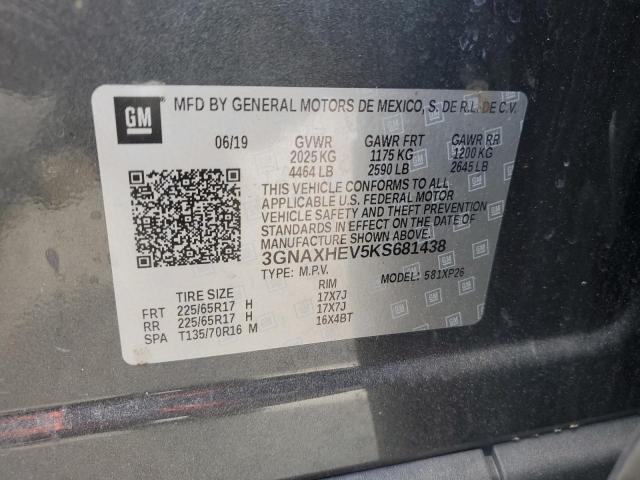 GM
MFD BY GENERAL MOTORS DE MEXICO, S. DE R.L. DE C.V.
06/19 GVWR GAWR FRT GAWR RR
2025 KG 1175 KG 1200 KG
4464 LB 2590 LB 2645 LB
THIS VEHICLE CONFORMS TO ALL
APPLICABLE U.S. FEDERAL MOTOR
VEHICLE SAFETY AND THEFT PREVENTION
STANDARDS IN EFFECT ON THE DATE OF
MANUFACTURE SHOWN ABOVE.
3GNAXHEV5KS681438
TYPE: M.P.V. MODEL: 581XP26
TIRE SIZE RIM
FRT 225/65R17 H 17X7J
RR 225/65R17 H 17X7J
SPA T135/70R16 M 16X4BT